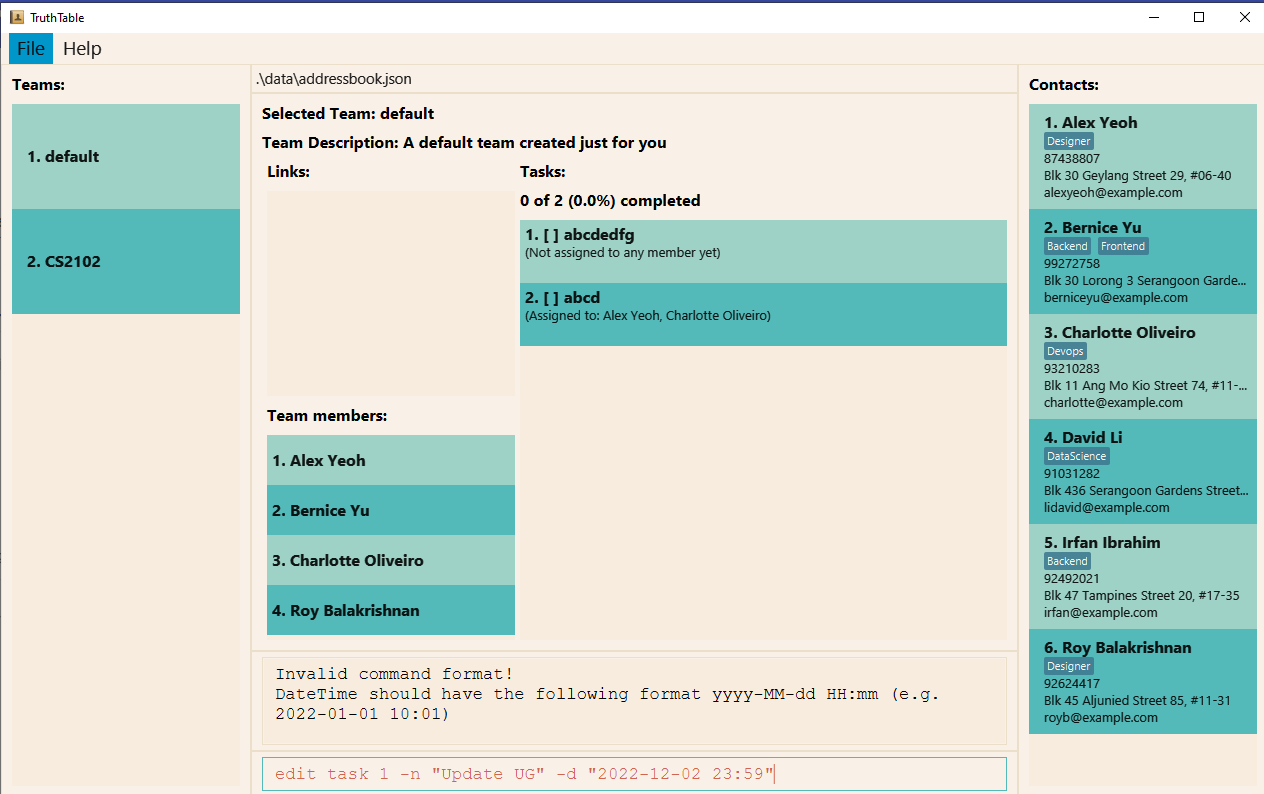 TruthTable
File Help
Teams:
1. default
2. CS2102
.\data\addressbook.json
Selected Team: default
Team Description: A default team created just for you
Links:
Tasks:
0 of 2 (0.0%) completed
1. [ ] abcdedfg
(Not assigned to any member yet)
2. [ ] abcd
(Assigned to: Alex Yeoh, Charlotte Oliveiro)
Team members:
1. Alex Yeoh
2. Bernice Yu
3. Charlotte Oliveiro
4. Roy Balakrishnan
Invalid command format!
DateTime should have the following format yyyy-MM-dd HH:mm (e.g.
2022-01-01 10:01)
edit task 1 -n "Update UG" -d "2022-12-02 23:59"
Contacts:
1. Alex Yeoh
Designer
87438807
Blk 30 Geylang Street 29, #06-40
alexyeoh@example.com
2. Bernice Yu
Backend Frontend
99272758
Blk 30 Lorong 3 Serangoon Garde...
berniceyu@example.com
3. Charlotte Oliveiro
Devops
93210283
Blk 11 Ang Mo Kio Street 74, #11-...
charlotte@example.com
4. David Li
DataScience
91031282
Blk 436 Serangoon Gardens Street...
lidavid@example.com
5. Irfan Ibrahim
Backend
92492021
Blk 47 Tampines Street 20, #17-35
irfan@example.com
6. Roy Balakrishnan
Designer
92624417
Blk 45 Aljunied Street 85, #11-31
royb@example.com